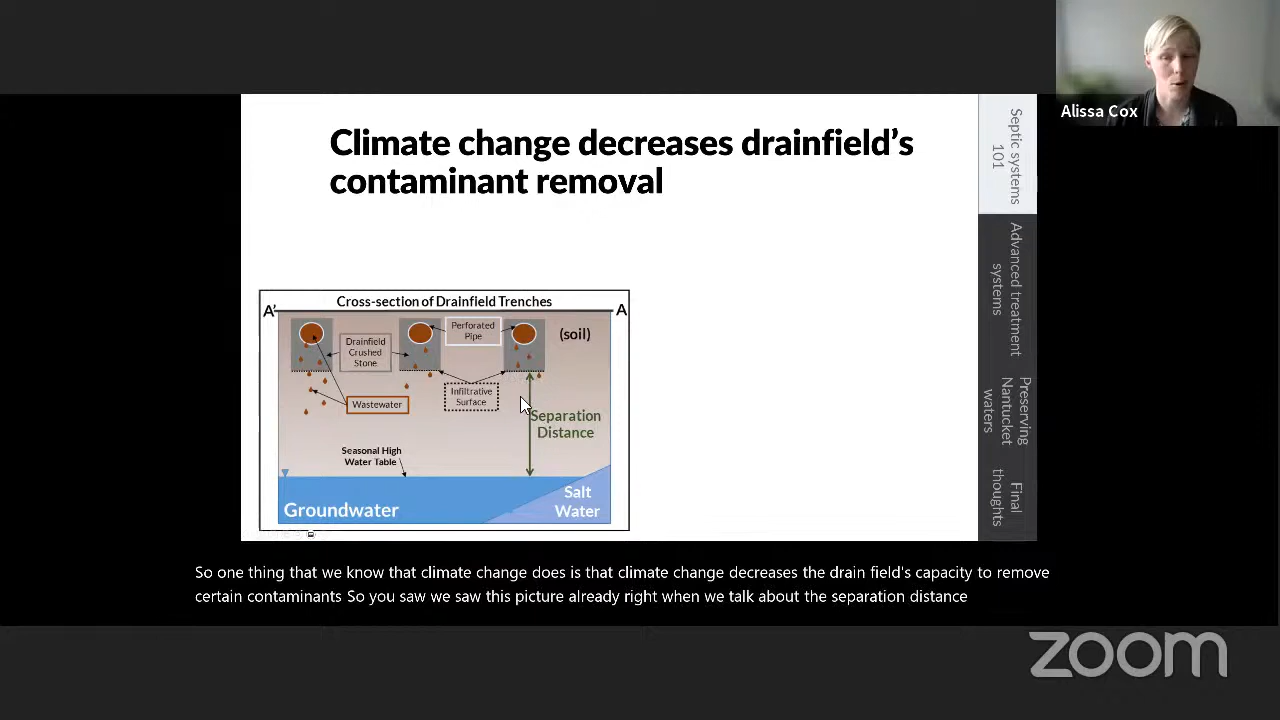 Alissa Cox
Climate change decreases drainfield's
contaminant removal
Septic systems
101
Advanced treatment
systems
Preserving
Nantucket
waters
Final
thoughts
Cross-section of Drainfield Trenches
A'
A
Perforated
Pipe
(soil)
Drainfield
Crushed
Stone
Infiltrative
Surface
Wastewater
Separation
Distance
Seasonal High
Water Table
Groundwater
Salt
Water
So one thing that we know that climate change does is that climate change decreases the drain field's capacity to remove
certain contaminants So you saw we saw this picture already right when we talk about the separation distance
zoom